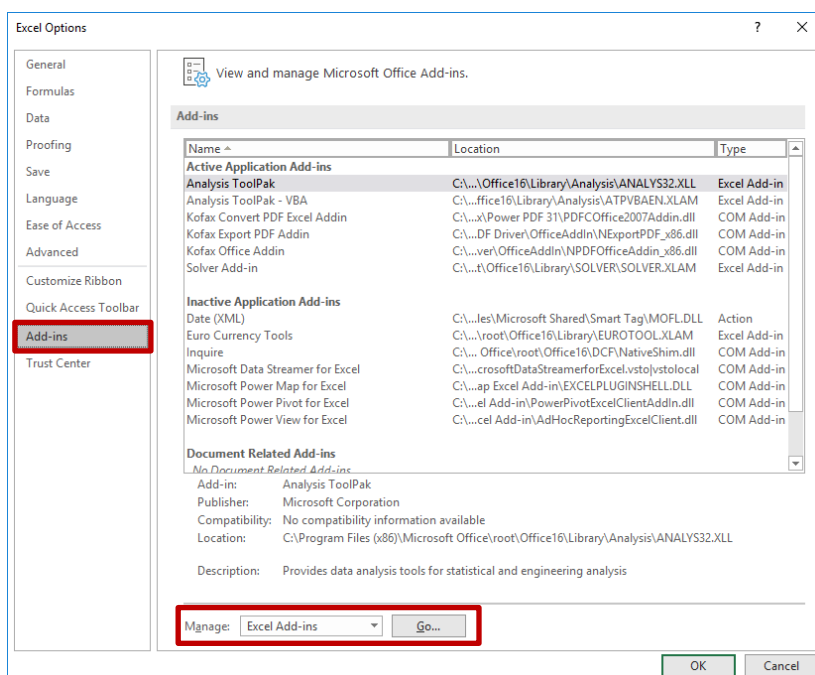 Excel Options ? ×
General
Formulas
Data
Proofing
Save
Language
Ease of Access
Advanced
Customize Ribbon
Quick Access Toolbar
Add-ins
Trust Center
View and manage Microsoft Office Add-ins.
Add-ins
Name Location Type
Active Application Add-ins
Analysis ToolPak C:\...\Office16\Library\Analysis\ANALYS32.XLL Excel Add-in
Analysis ToolPak - VBA C:\...ffice16\Library\Analysis\ATPVBAEN.XLAM Excel Add-in
Kofax Convert PDF Excel Addin C:\...x\Power PDF 31\PDFCOffice2007Addin.dll COM Add-in
Kofax Export PDF Addin C:\...DF Driver\OfficeAddIn\NExportPDF_x86.dll COM Add-in
Kofax Office Addin C:\...ver\OfficeAddIn\NPDFOfficeAddin_x86.dll COM Add-in
Solver Add-in C:\...t\Office16\Library\SOLVER\SOLVER.XLAM Excel Add-in
Inactive Application Add-ins
Date (XML) C:\...les\Microsoft Shared\Smart Tag\MOFL.DLL Action
Euro Currency Tools C:\...\root\Office16\Library\EUROTOOL.XLAM Excel Add-in
Inquire C:\... Office\root\Office16\DCF\NativeShim.dll COM Add-in
Microsoft Data Streamer for Excel C:\...crosoftDataStreamerforExcel.vsto|vstolocal COM Add-in
Microsoft Power Map for Excel C:\...ap Excel Add-in\EXCELPLUGINSHELL.DLL COM Add-in
Microsoft Power Pivot for Excel C:\...el Add-in\PowerPivotExcelClientAddIn.dll COM Add-in
Microsoft Power View for Excel C:\...cel Add-in\AdHocReportingExcelClient.dll COM Add-in
Document Related Add-ins
No Document Related Add-ins
Add-in: Analysis ToolPak
Publisher: Microsoft Corporation
Compatibility: No compatibility information available
Location: C:\Program Files (x86)\Microsoft Office\root\Office16\Library\Analysis\ANALYS32.XLL
Description: Provides data analysis tools for statistical and engineering analysis
Manage: Excel Add-ins Go...
OK Cancel